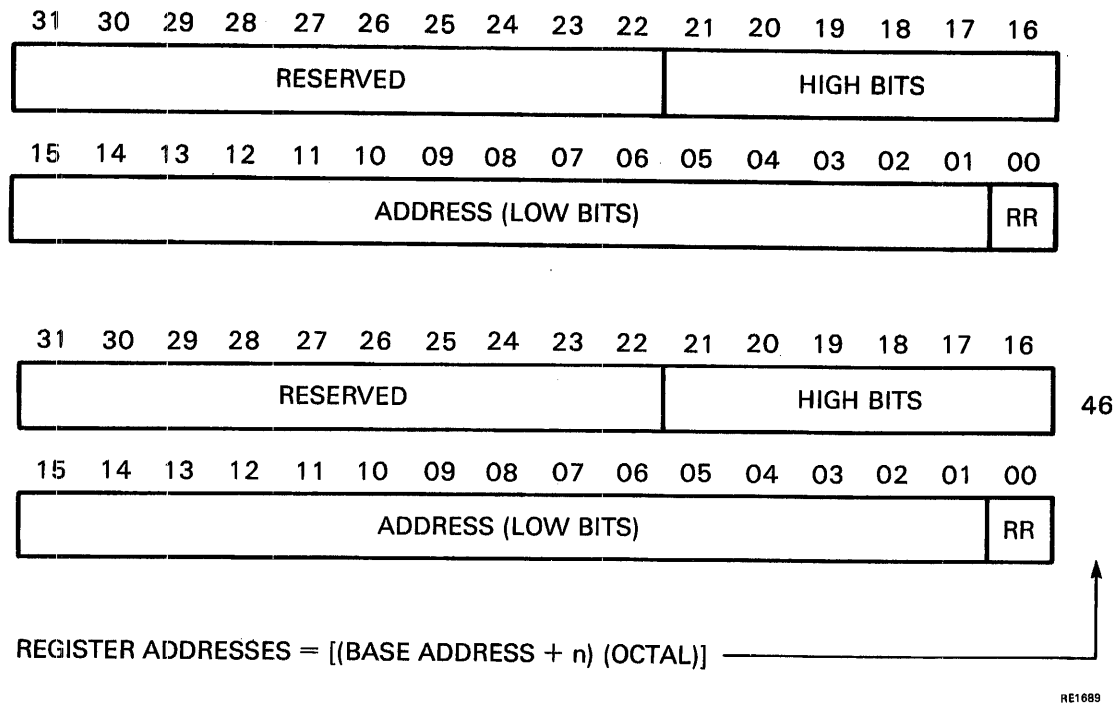 31 30 29 28 27 26 25 24 23 22 21 20 19 18 17 16
RESERVED HIGH BITS
15 14 13 12 11 10 09 08 07 06 05 04 03 02 01 00
ADDRESS (LOW BITS) RR
31 30 29 28 27 26 25 24 23 22 21 20 19 18 17 16
RESERVED HIGH BITS 46
15 14 13 12 11 10 09 08 07 06 05 04 03 02 01 00
ADDRESS (LOW BITS) RR
REGISTER ADDRESSES = [(BASE ADDRESS + n) (OCTAL)]
RE1689